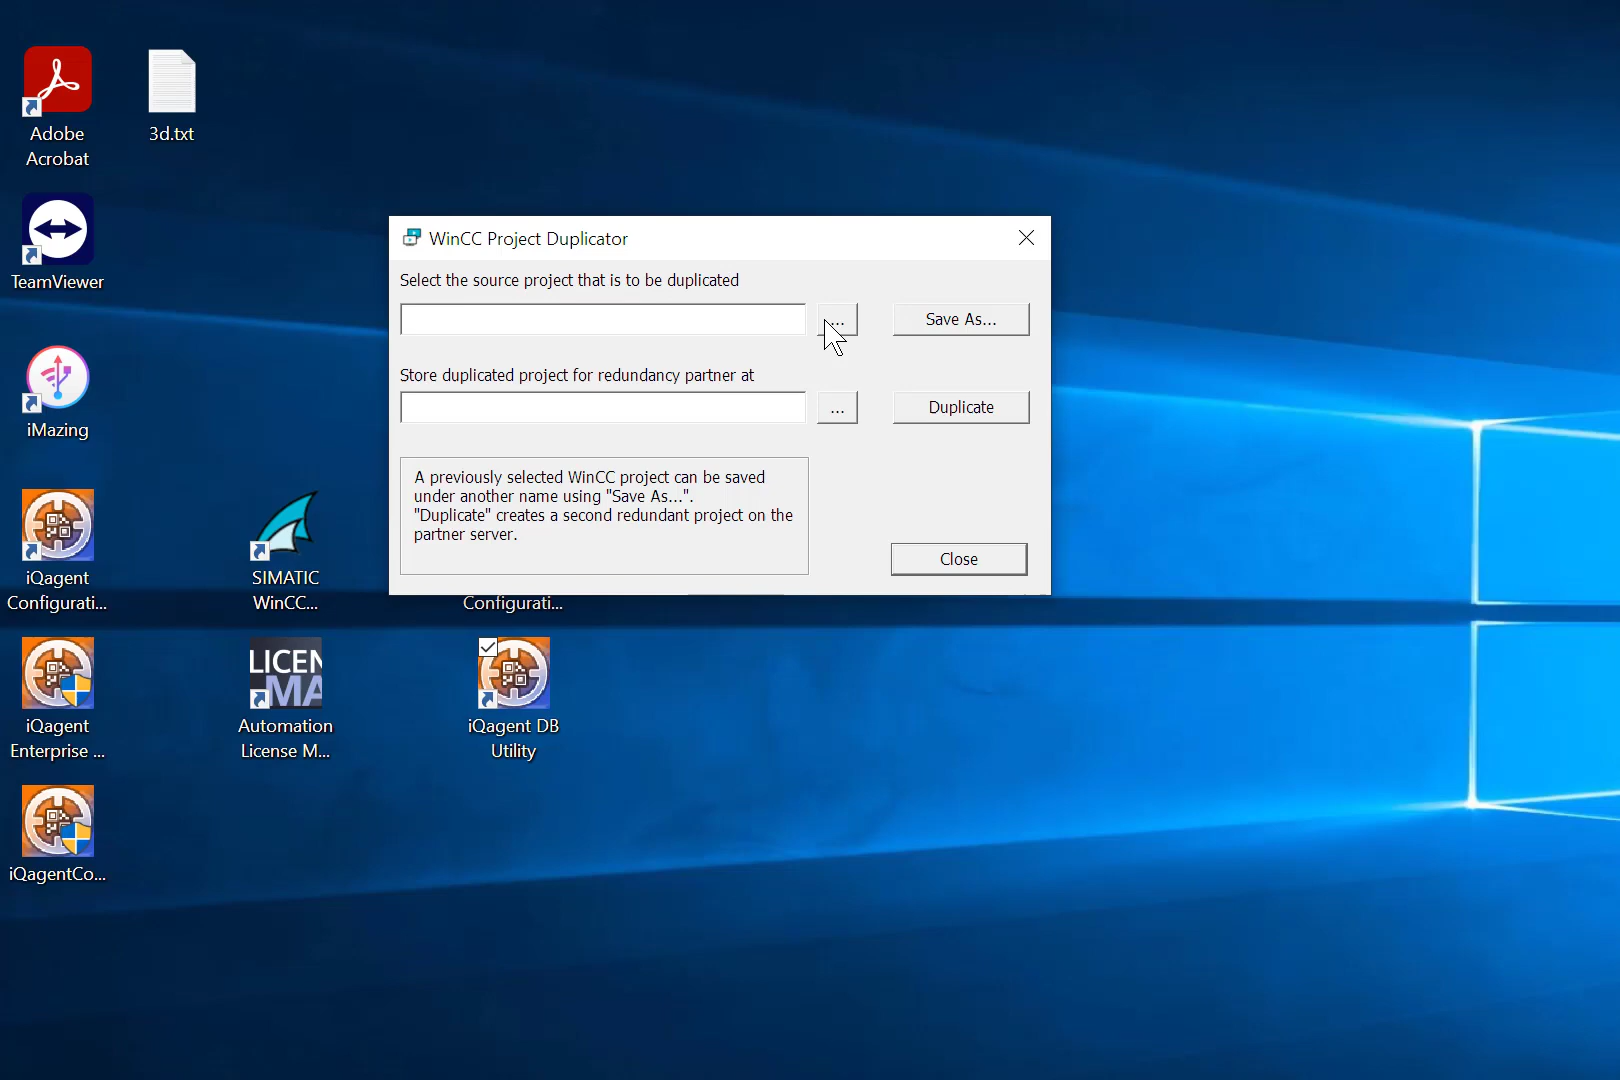 Adobe
Acrobat
3d.txt
TeamViewer
iMazing
iQagent
Configurati...
SIMATIC
WinCC...
Configurati...
iQagent
Enterprise ...
LICEN
MA
Automation
License M...
iQagent DB
Utility
iQagentCo...
WinCC Project Duplicator
Select the source project that is to be duplicated
...
Save As...
Store duplicated project for redundancy partner at
...
Duplicate
A previously selected WinCC project can be saved
under another name using "Save As...".
"Duplicate" creates a second redundant project on the
partner server.
Close